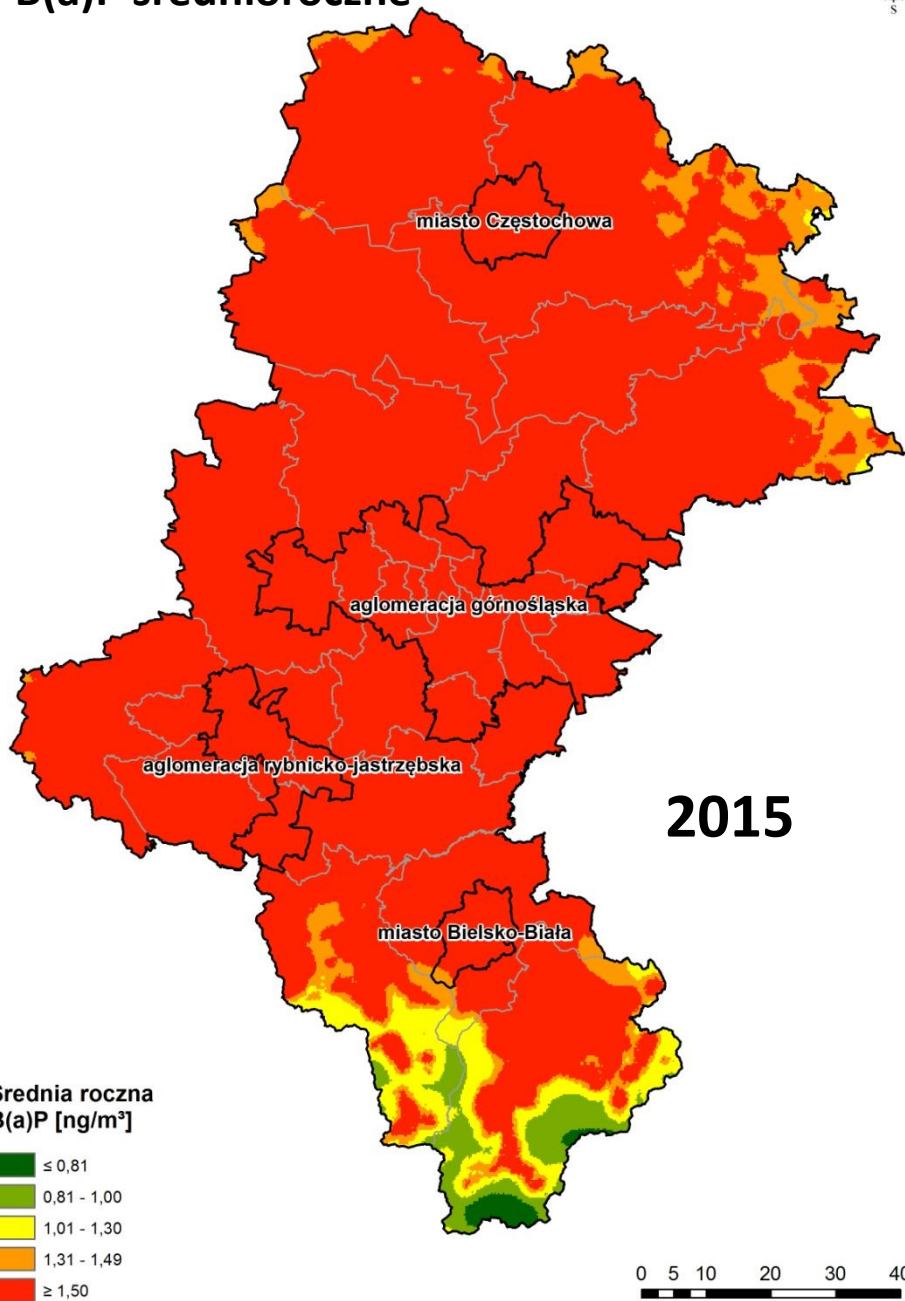 B(a)P średnioroczne
S
miasto Częstochowa
aglomeracja górnośląska
aglomeracja rybnicko-jastrzębska
2015
miasto Bielsko-Biała
Średnia roczna
B(a)P [ng/m³]
≤ 0,81
0,81 - 1,00
1,01 - 1,30
1,31 - 1,49
≥ 1,50
0 5 10 20 30 40